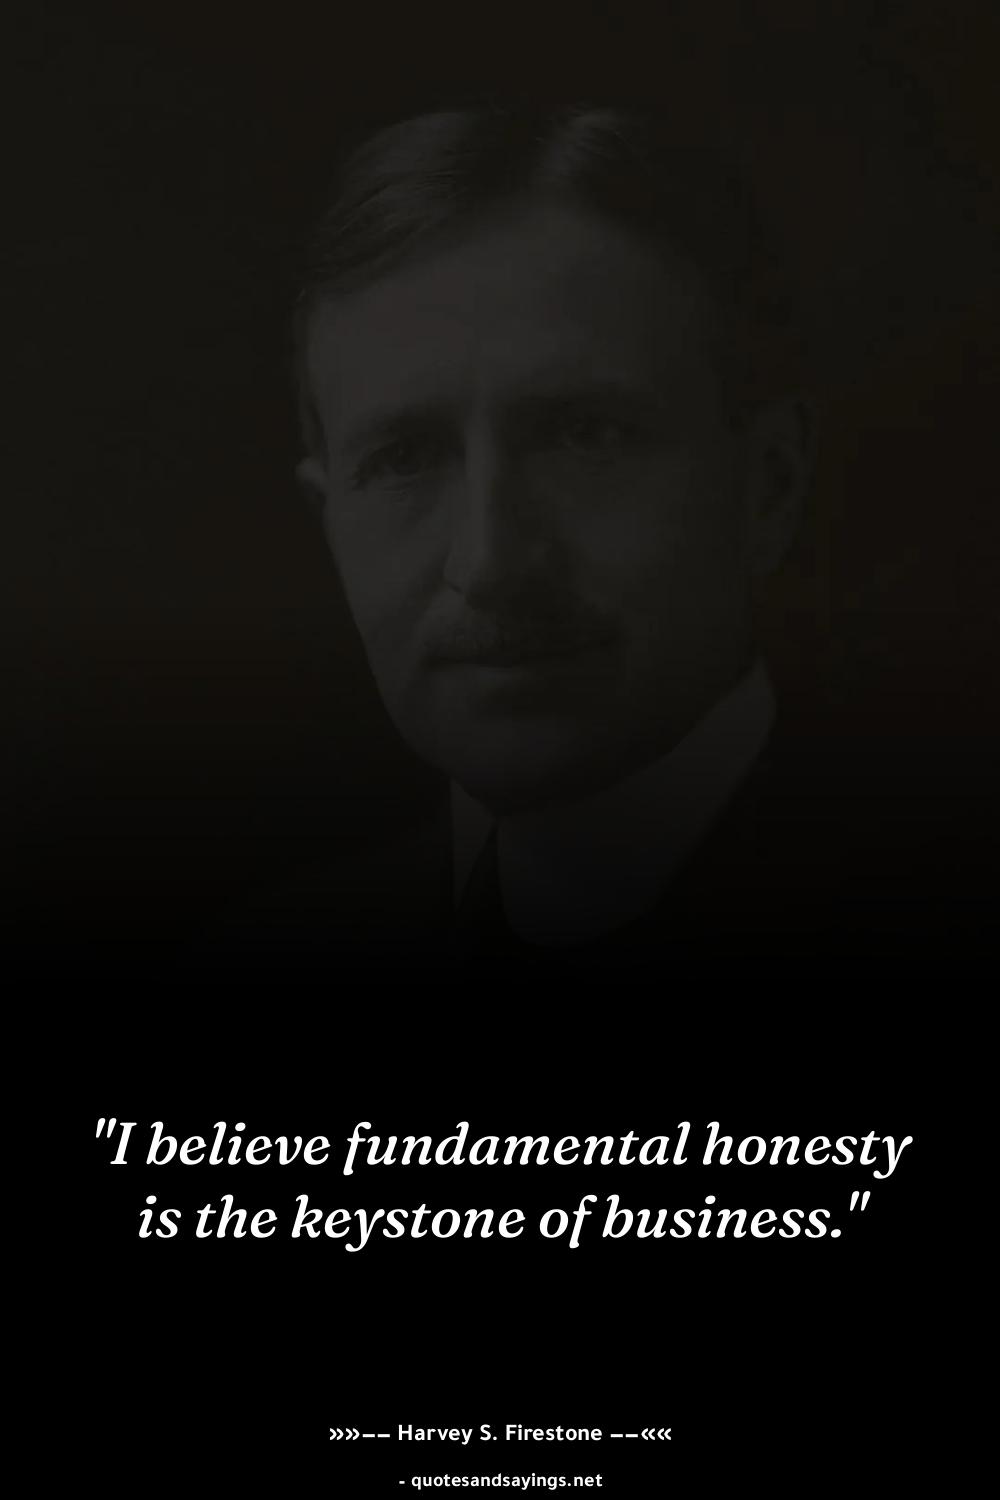 "I believe fundamental honesty
is the keystone of business."
»»–– Harvey S. Firestone ––««
- quotesandsayings.net